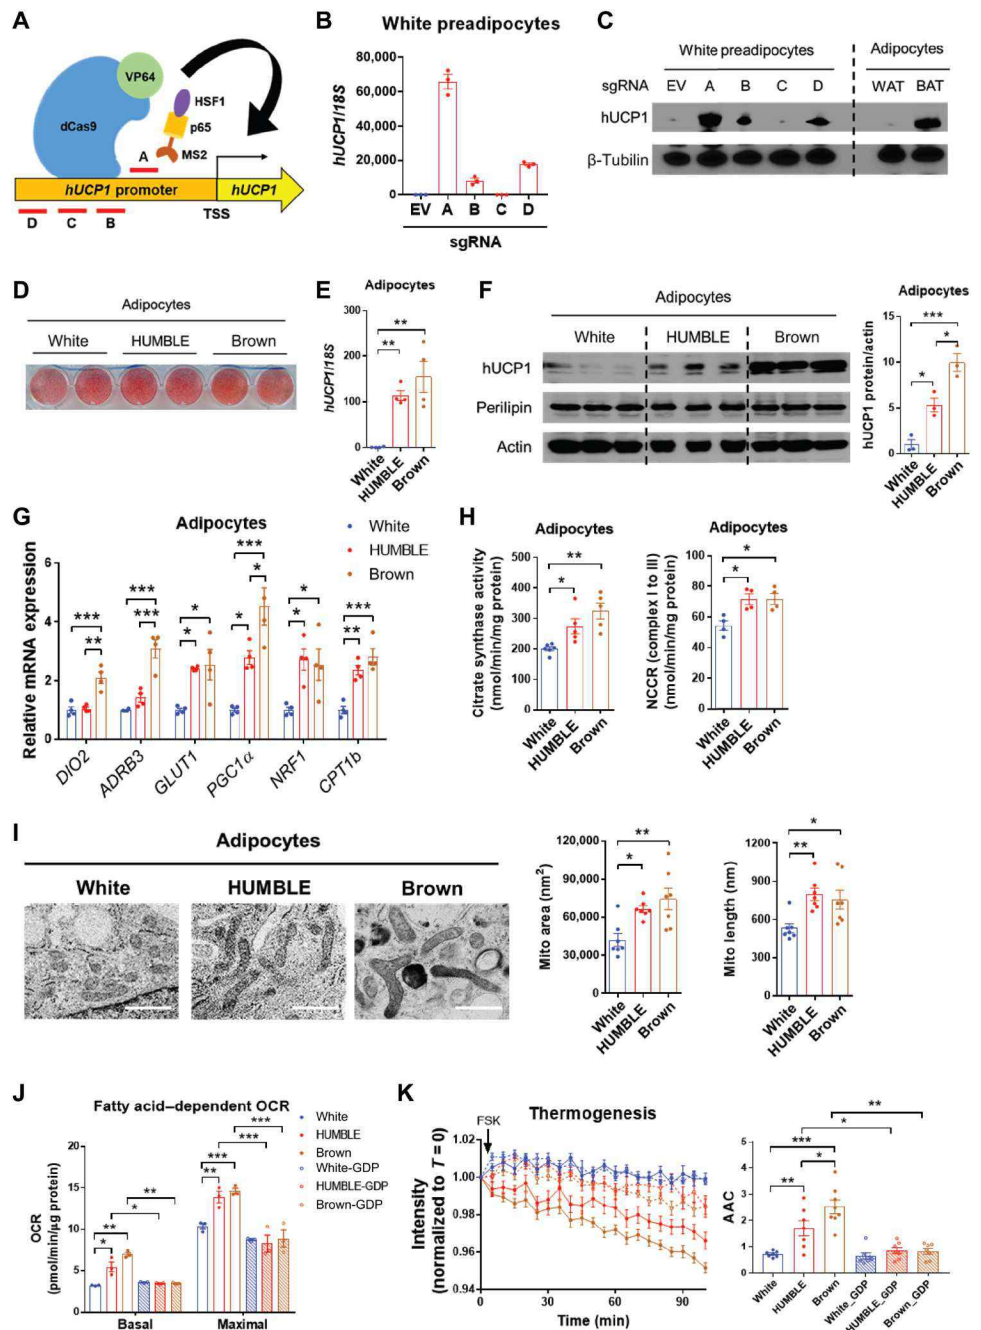 A
VP64
HSF1
dCas9
p65
MS2
A
hUCP1 promoter
hUCP1
TSS
D
C
B
B
White preadipocytes
hUCP1/18S
80,000
60,000
40,000
20,000
0
EV A B C D
sgRNA
C
White preadipocytes
Adipocytes
sgRNA EV A B C D WAT BAT
hUCP1
β-Tubilin
D
Adipocytes
White HUMBLE Brown
E
Adipocytes
hUCP1/18S
300
200
100
0
**
**
White
HUMBLE
Brown
F
Adipocytes
White HUMBLE Brown
hUCP1
Perilipin
Actin
Adipocytes
hUCP1 protein/actin
15
10
5
0
***
*
*
White
HUMBLE
Brown
G
Adipocytes
White
HUMBLE
Brown
Relative mRNA expression
6
4
2
0
***
**
***
***
*
*
***
*
*
*
*
***
**
DIO2
ADRB3
GLUT1
PGC1α
NRF1
CPT1b
H
Adipocytes
Citrate synthase activity
(nmol/min/mg protein)
500
400
300
200
100
0
**
*
White
HUMBLE
Brown
Adipocytes
NCCR (complex I to III)
(nmol/min/mg protein)
100
80
60
40
20
0
*
*
White
HUMBLE
Brown
I
Adipocytes
White HUMBLE Brown
Mito area (nm²)
120,000
90,000
60,000
30,000
0
**
*
White
HUMBLE
Brown
Mito length (nm)
1200
900
600
300
0
*
**
White
HUMBLE
Brown
J
Fatty acid–dependent OCR
White
HUMBLE
Brown
White-GDP
HUMBLE-GDP
Brown-GDP
OCR
(pmol/min/μg protein)
20
15
10
5
0
**
*
**
*
***
***
***
**
Basal
Maximal
K
FSK
Thermogenesis
Intensity
(normalized to T = 0)
1.02
1.00
0.98
0.96
0.94
0 30 60 90
Time (min)
AAC
5
4
3
2
1
0
**
*
***
*
**
White
HUMBLE
Brown
White_GDP
HUMBLE_GDP
Brown_GDP